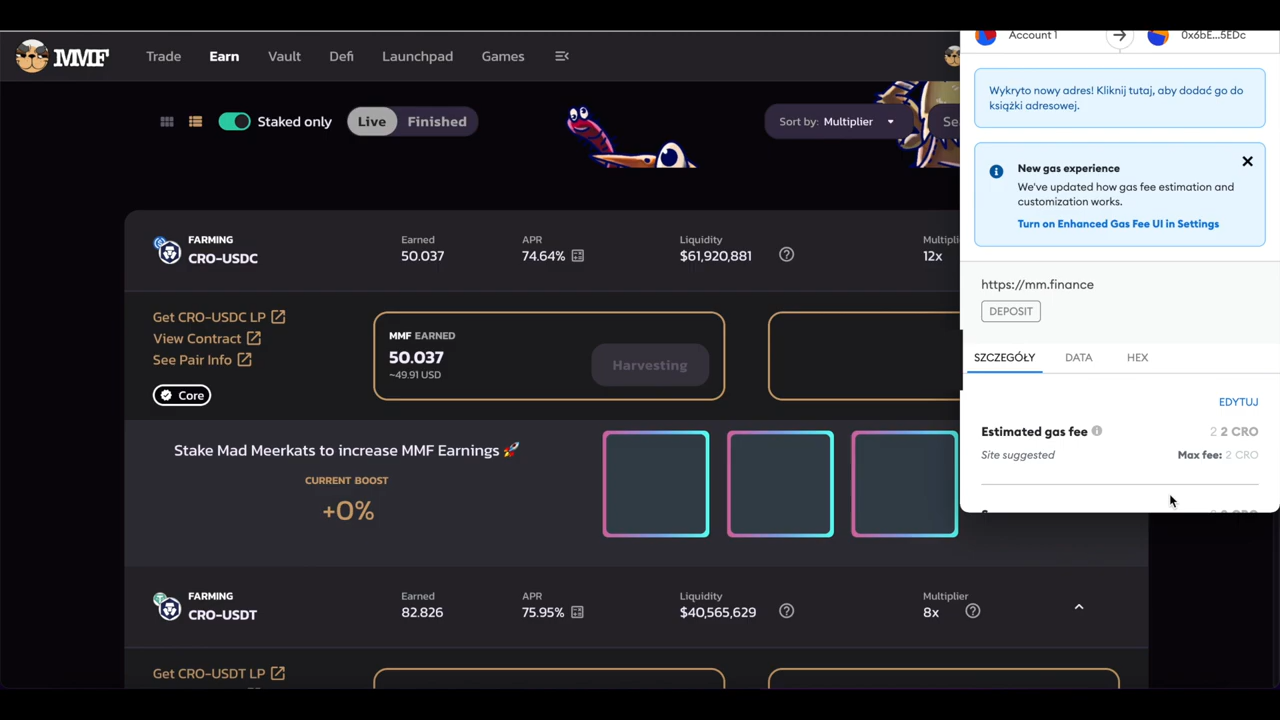 MMF
Trade
Earn
Vault
Defi
Launchpad
Games
Staked only
Live
Finished
Sort by: Multiplier
Se
FARMING
CRO-USDC
Earned
50.037
APR
74.64%
Liquidity
$61,920,881
Multipli
12x
Get CRO-USDC LP
View Contract
See Pair Info
Core
MMF EARNED
50.037
~49.91 USD
Harvesting
Stake Mad Meerkats to increase MMF Earnings 🚀
CURRENT BOOST
+0%
FARMING
CRO-USDT
Earned
82.826
APR
75.95%
Liquidity
$40,565,629
Multiplier
8x
Get CRO-USDT LP
Account 1
0x6bE...5EDc
Wykryto nowy adres! Kliknij tutaj, aby dodać go do
książki adresowej.
New gas experience
We've updated how gas fee estimation and
customization works.
Turn on Enhanced Gas Fee UI in Settings
https://mm.finance
DEPOSIT
SZCZEGÓŁY
DATA
HEX
EDYTUJ
Estimated gas fee
2 2 CRO
Site suggested
Max fee: 2 CRO